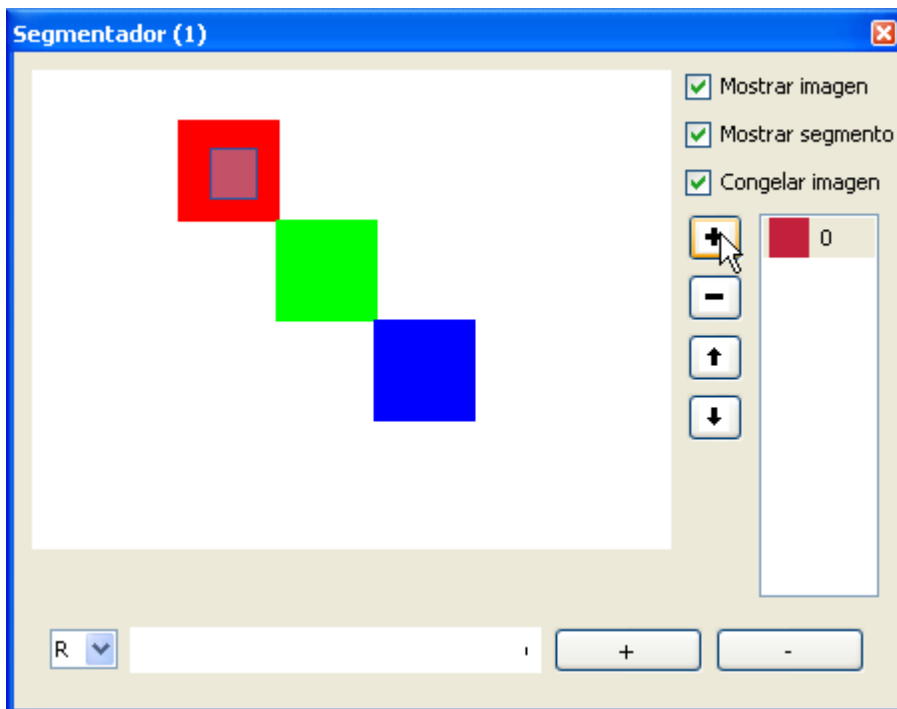 Segmentador (1)
Mostrar imagen
Mostrar segmento
Congelar imagen
+
0
-
R
+
-